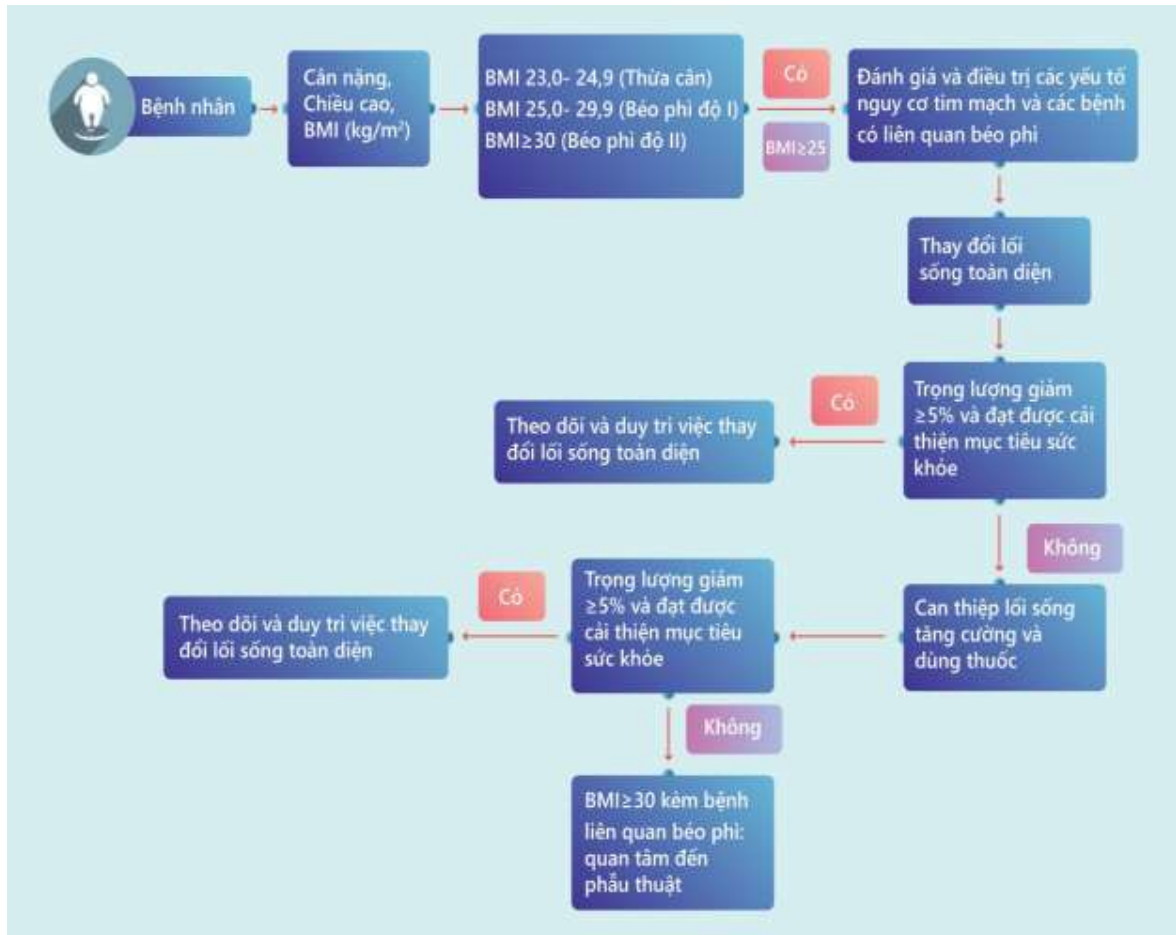 Bệnh nhân
Cân nặng,
Chiều cao,
BMI (kg/m²)
BMI 23,0- 24,9 (Thừa cân)
BMI 25,0- 29,9 (Béo phì độ I)
BMI≥30 (Béo phì độ II)
Có
BMI≥25
Đánh giá và điều trị các yếu tố
nguy cơ tim mạch và các bệnh
có liên quan béo phì
Thay đổi lối
sống toàn diện
Trọng lượng giảm
≥5% và đạt được cải
thiện mục tiêu sức
khỏe
Có
Theo dõi và duy trì việc thay
đổi lối sống toàn diện
Không
Can thiệp lối sống
tăng cường và
dùng thuốc
Trọng lượng giảm
≥5% và đạt được
cải thiện mục tiêu
sức khỏe
Có
Theo dõi và duy trì việc thay
đổi lối sống toàn diện
Không
BMI≥30 kèm bệnh
liên quan béo phì:
quan tâm đến
phẫu thuật